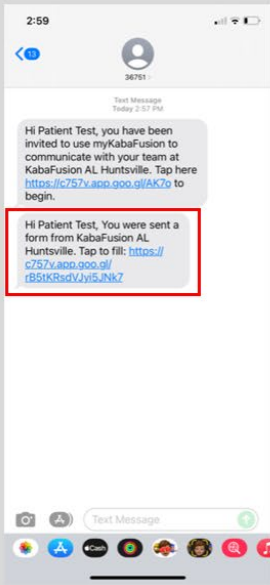 2:59
13
36751
Text Message
Today 2:57 PM
Hi Patient Test, you have been
invited to use myKabaFusion to
communicate with your team at
KabaFusion AL Huntsville. Tap here
https://c757v.app.goo.gl/AK7o to
begin.
Hi Patient Test, You were sent a
form from KabaFusion AL
Huntsville. Tap to fill: https://
c757v.app.goo.gl/
rB5tKRsdVJyi5JNk7
Text Message
Cash